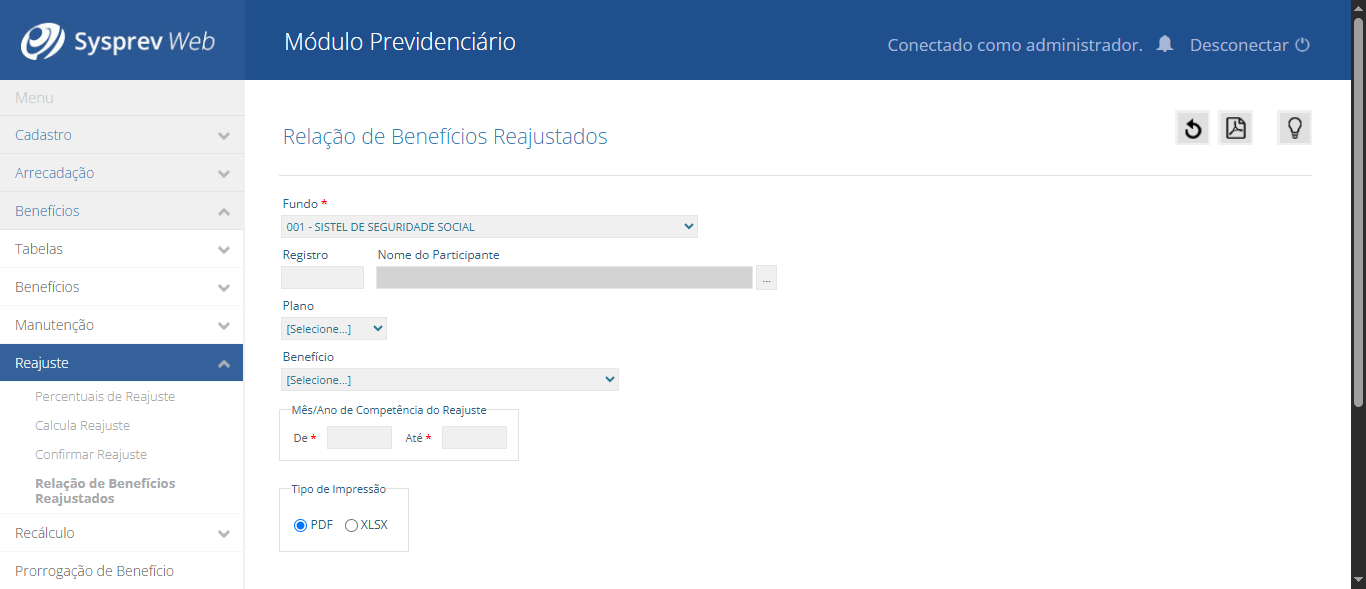 Sysprev Web
Módulo Previdenciário
Conectado como administrador.
Desconectar
Menu
Cadastro
Arrecadação
Benefícios
Tabelas
Benefícios
Manutenção
Reajuste
Percentuais de Reajuste
Calcula Reajuste
Confirmar Reajuste
Relação de Benefícios
Reajustados
Recálculo
Prorrogação de Benefício
Relação de Benefícios Reajustados
Fundo *
001 - SISTEL DE SEGURIDADE SOCIAL
Registro
Nome do Participante
...
Plano
[Selecione...]
Benefício
[Selecione...]
Mês/Ano de Competência do Reajuste
De *
Até *
Tipo de Impressão
PDF
XLSX